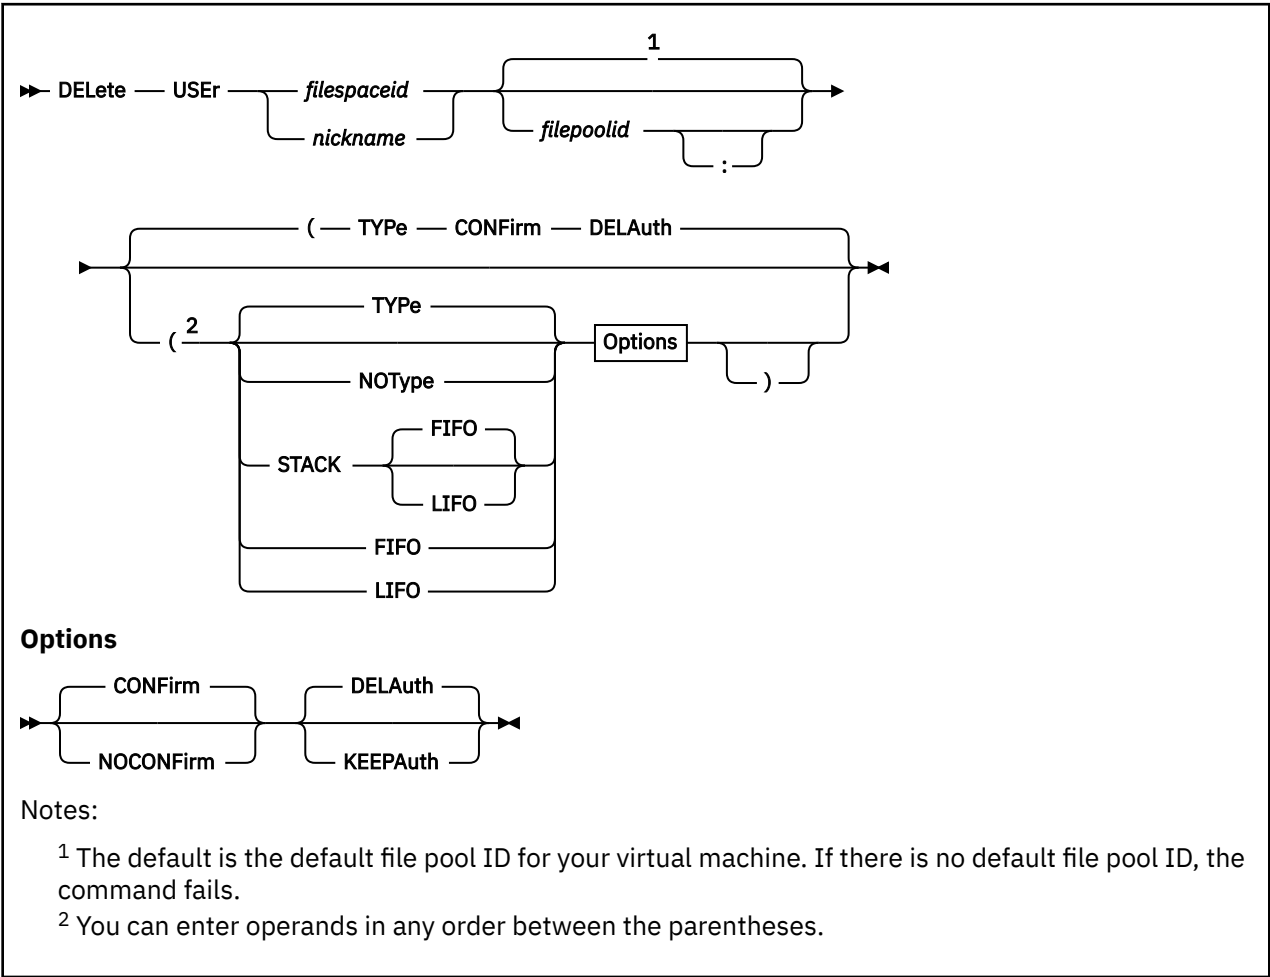 1
DELete USEr filespaceid
nickname filepoolid
:
( TYPe CONFirm DELAuth
( 2 TYPe Options
NOType )
FIFO
STACK
LIFO
FIFO
LIFO
Options
CONFirm DELAuth
NOCONFirm KEEPAuth
Notes:
1 The default is the default file pool ID for your virtual machine. If there is no default file pool ID, the
command fails.
2 You can enter operands in any order between the parentheses.